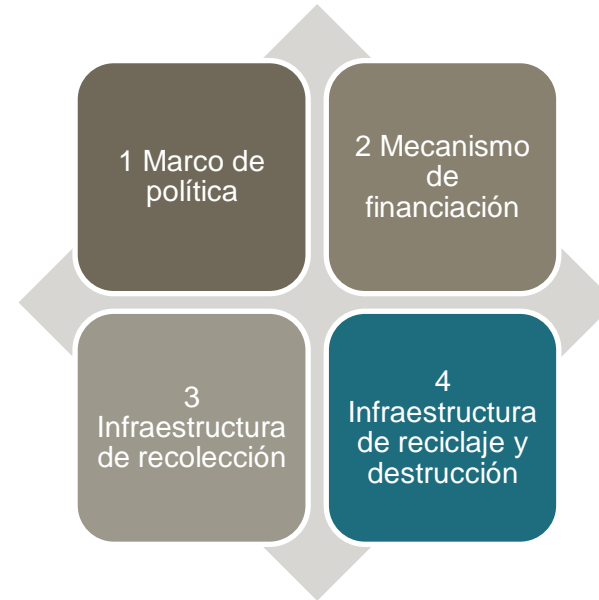 1 Marco de
política
2 Mecanismo
de
financiación
3
Infraestructura
de recolección
4
Infraestructura
de reciclaje y
destrucción